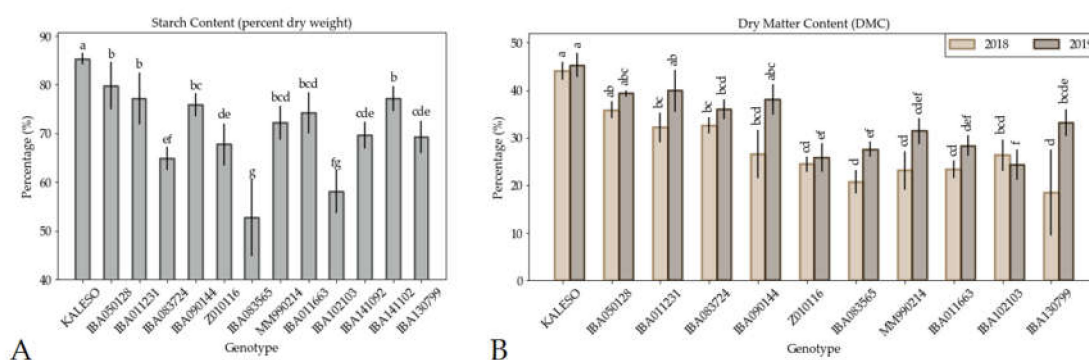 Starch Content (percent dry weight)
Percentage (%)
90
80
70
60
50
40
a
b
b
ef
bc
de
g
bcd
bcd
fg
cde
b
cde
KALESO
IBA050128
IBA011231
IBA083724
IBA090144
Z010116
IBA083565
MM990214
IBA011663
IBA102103
IBA141092
IBA141102
IBA130799
Genotype
A
Dry Matter Content (DMC)
2018
2019
Percentage (%)
50
40
30
20
10
0
a
a
ab
abc
bc
ab
bc
bcd
bcd
abc
cd
ef
d
ef
cd
cdef
cd
def
bcd
f
d
bcde
KALESO
IBA050128
IBA011231
IBA083724
IBA090144
Z010116
IBA083565
MM990214
IBA011663
IBA102103
IBA130799
Genotype
B